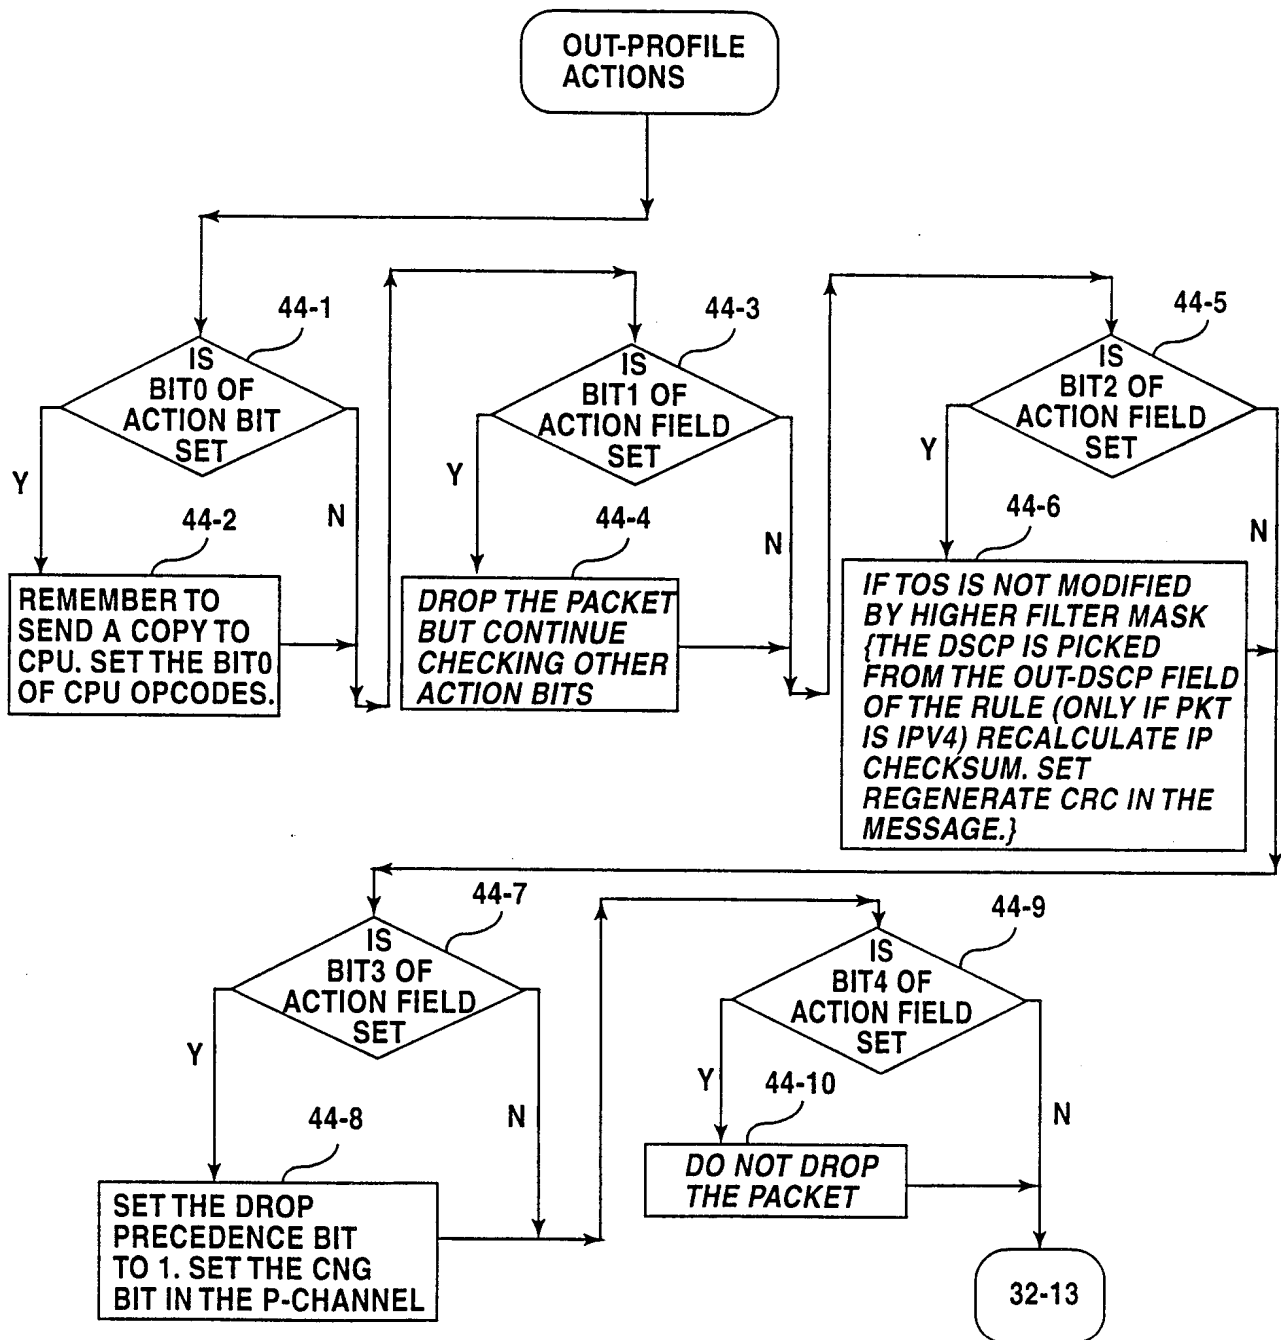 OUT-PROFILE
ACTIONS
44-1
IS
BIT0 OF
ACTION BIT
SET
Y
N
44-2
REMEMBER TO
SEND A COPY TO
CPU. SET THE BIT0
OF CPU OPCODES.
44-3
IS
BIT1 OF
ACTION FIELD
SET
Y
N
44-4
DROP THE PACKET
BUT CONTINUE
CHECKING OTHER
ACTION BITS
44-5
IS
BIT2 OF
ACTION FIELD
SET
Y
N
44-6
IF TOS IS NOT MODIFIED
BY HIGHER FILTER MASK
{THE DSCP IS PICKED
FROM THE OUT-DSCP FIELD
OF THE RULE (ONLY IF PKT
IS IPV4) RECALCULATE IP
CHECKSUM. SET
REGENERATE CRC IN THE
MESSAGE.}
44-7
IS
BIT3 OF
ACTION FIELD
SET
Y
N
44-8
SET THE DROP
PRECEDENCE BIT
TO 1. SET THE CNG
BIT IN THE P-CHANNEL
44-9
IS
BIT4 OF
ACTION FIELD
SET
Y
N
44-10
DO NOT DROP
THE PACKET
32-13